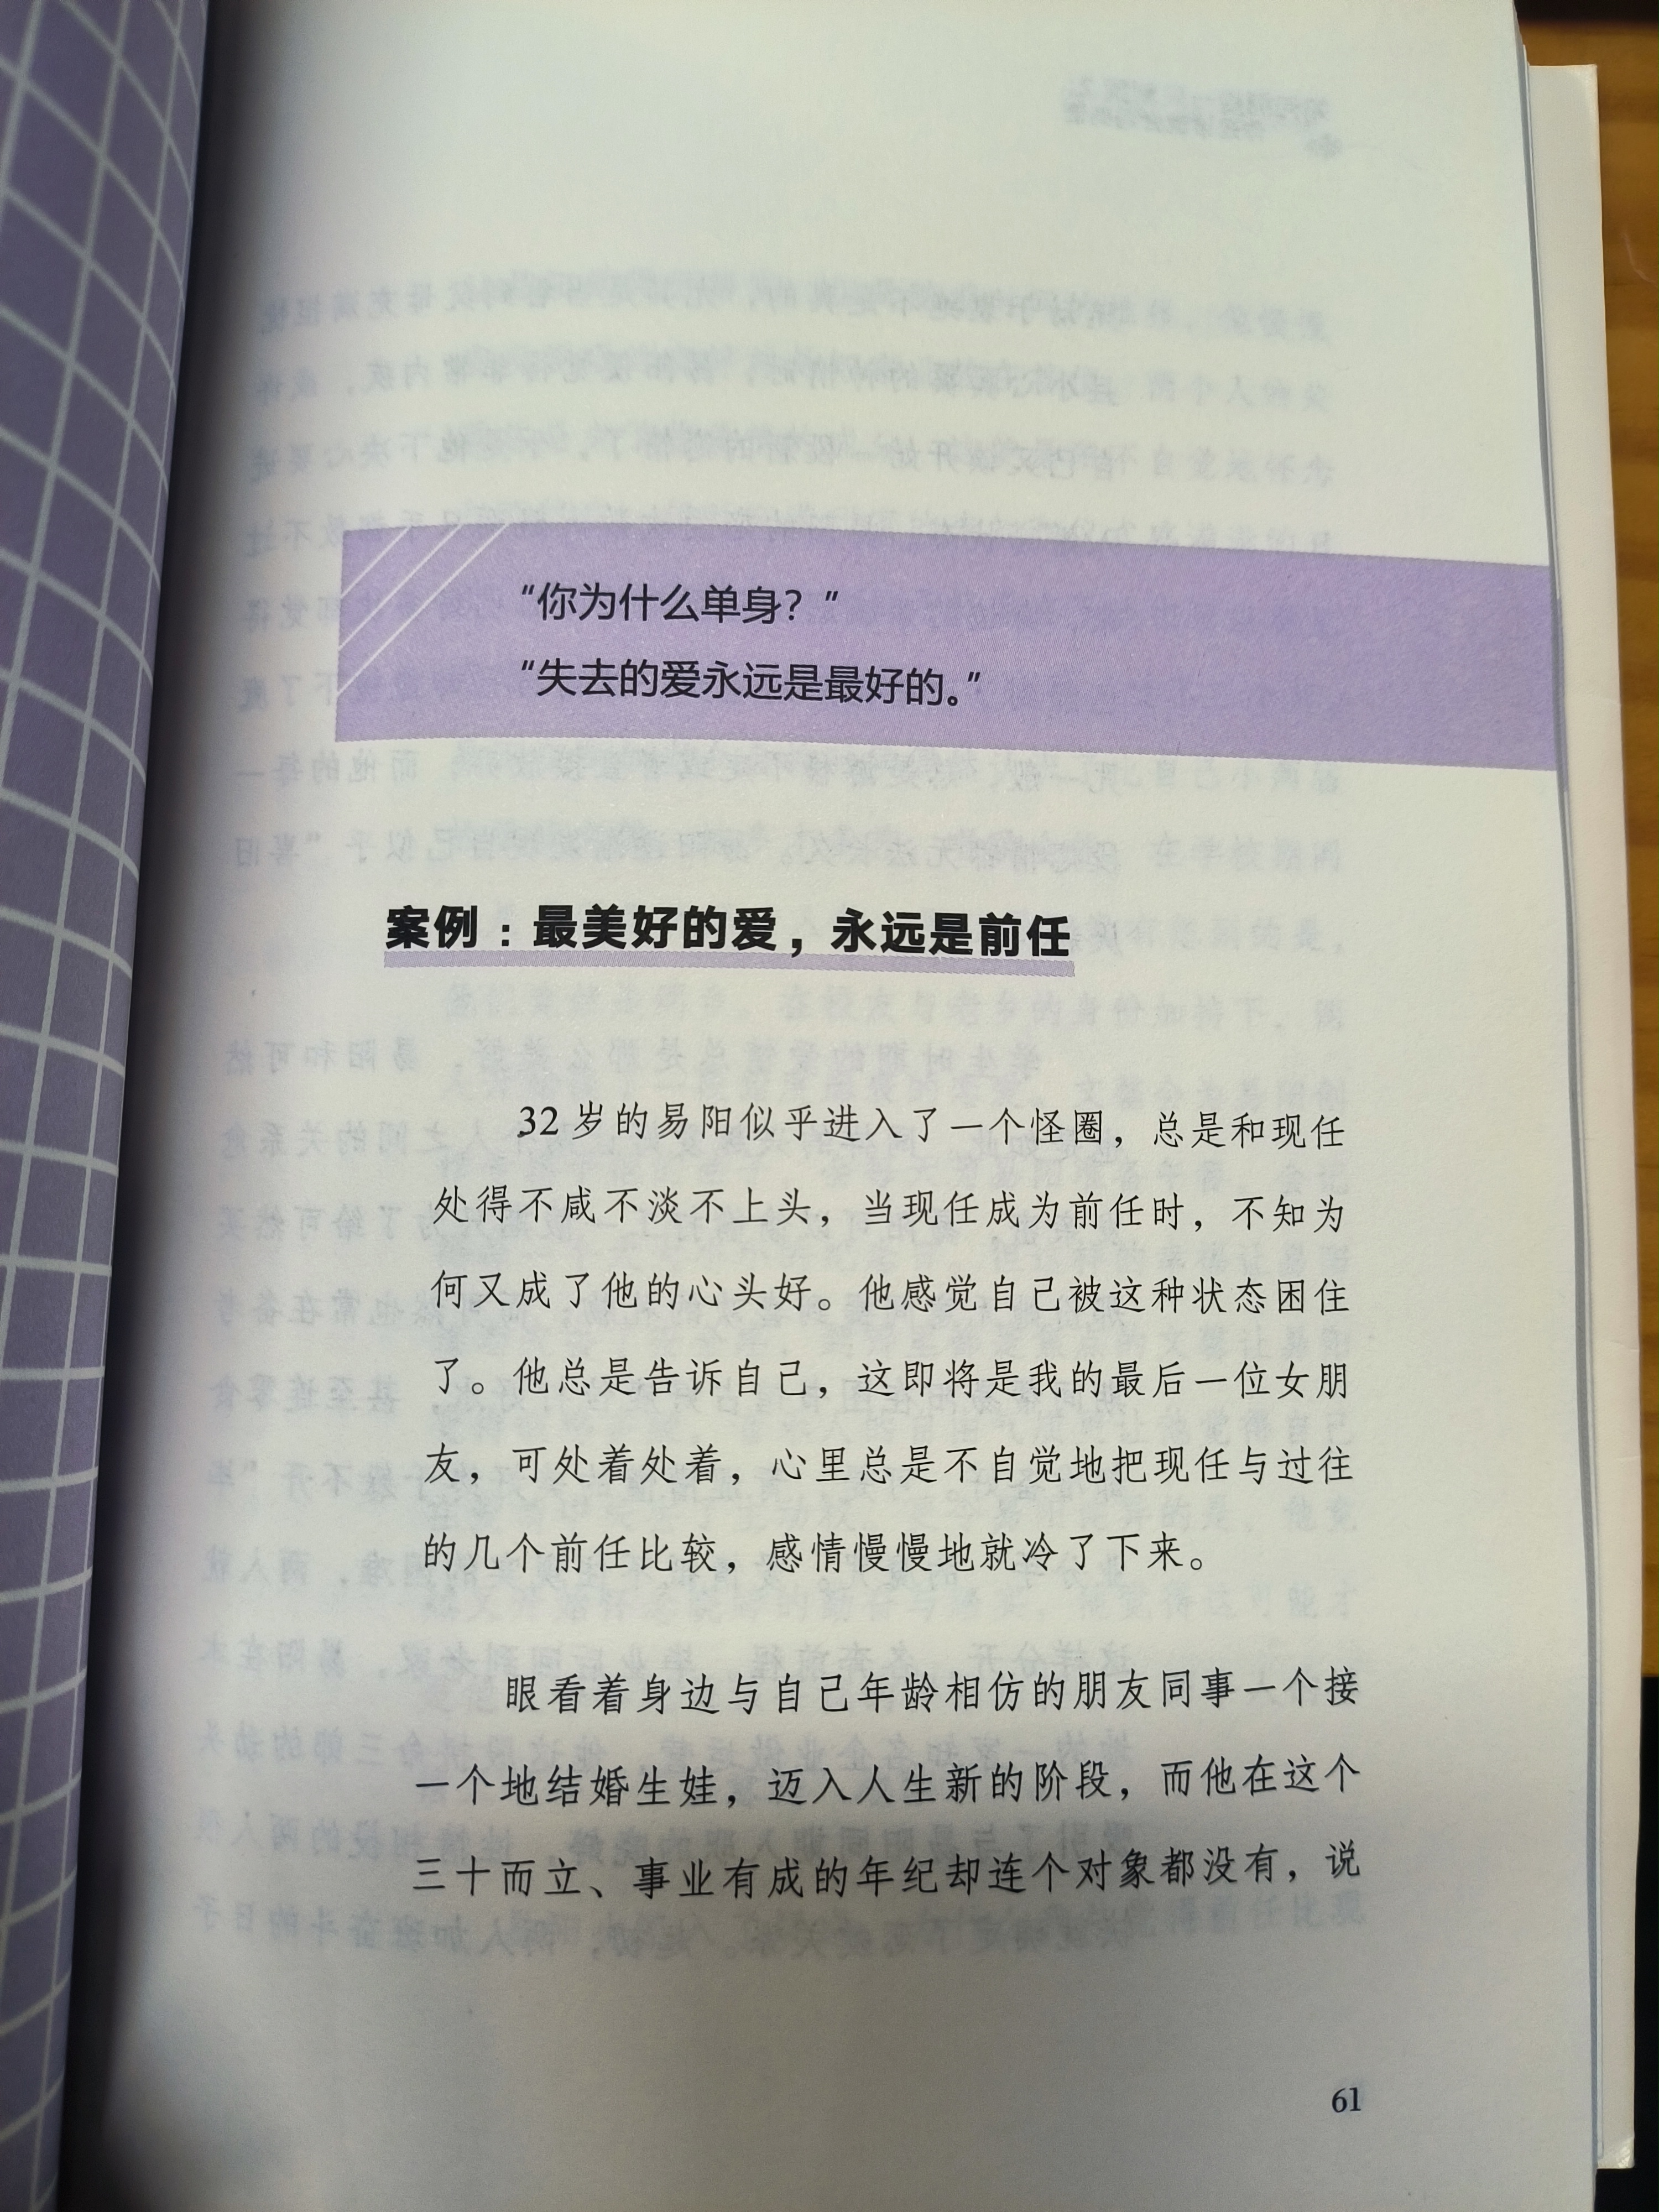 “你为什么单身？”
“失去的爱永远是最好的。”
案例：最美好的爱，永远是前任
32 岁的易阳似乎进入了一个怪圈，总是和现任
处得不咸不淡不上头，当现任成为前任时，不知为
何又成了他的心头好。他感觉自己被这种状态困住
了。他总是告诉自己，这即将是我的最后一位女朋
友，可处着处着，心里总是不自觉地把现任与过往
的几个前任比较，感情慢慢地就冷了下来。
眼看着身边与自己年龄相仿的朋友同事一个接
一个地结婚生娃，迈入人生新的阶段，而他在这个
三十而立、事业有成的年纪却连个对象都没有，说
61